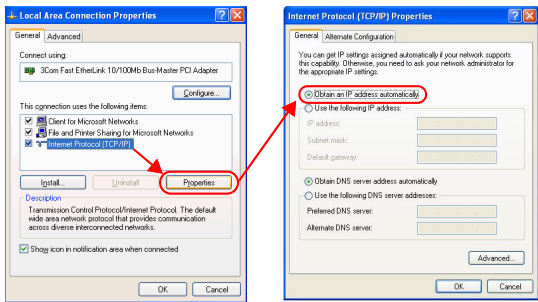 Local Area Connection Properties
General Advanced
Connect using:
3Com Fast EtherLink 10/100Mb Bus-Master PCI Adapter
Configure...
This connection uses the following items:
Client for Microsoft Networks
File and Printer Sharing for Microsoft Networks
Internet Protocol (TCP/IP)
Install... Uninstall Properties
Description
Transmission Control Protocol/Internet Protocol. The default
wide area network protocol that provides communication
across diverse interconnected networks.
Show icon in notification area when connected
OK Cancel
Internet Protocol (TCP/IP) Properties
General Alternate Configuration
You can get IP settings assigned automatically if your network supports
this capability. Otherwise, you need to ask your network administrator for
the appropriate IP settings.
Obtain an IP address automatically
Use the following IP address:
IP address:
Subnet mask:
Default gateway:
Obtain DNS server address automatically
Use the following DNS server addresses:
Preferred DNS server:
Alternate DNS server:
Advanced...
OK Cancel